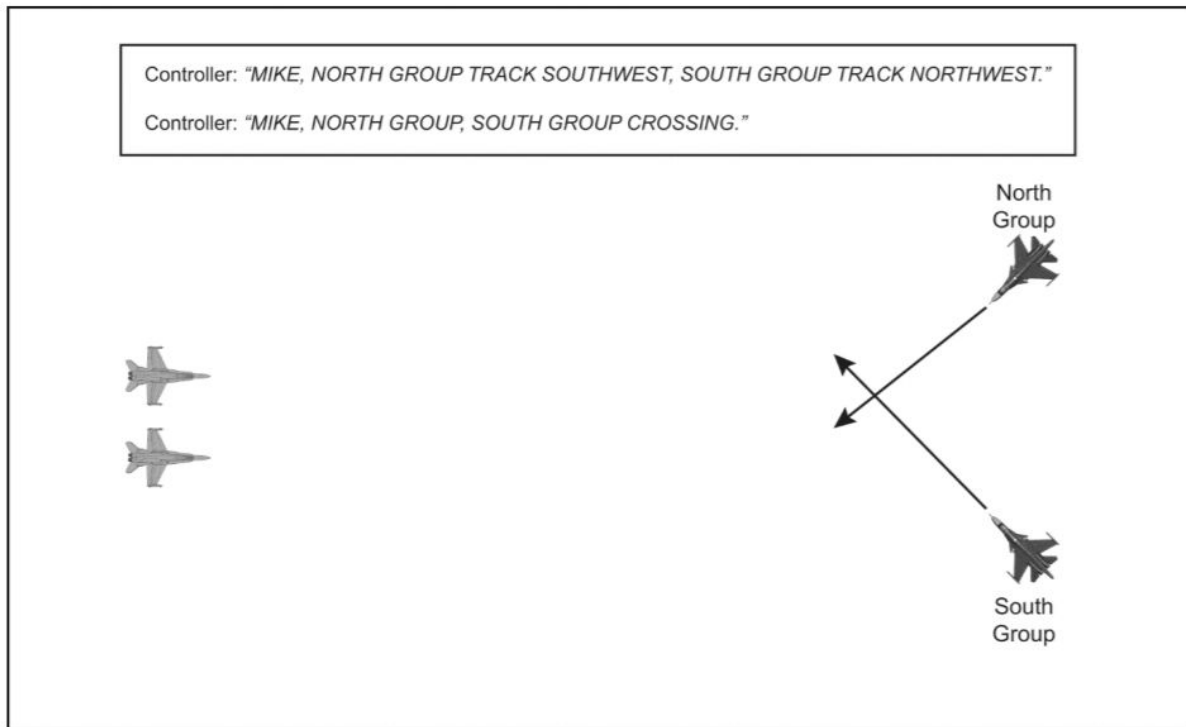 Controller: “MIKE, NORTH GROUP TRACK SOUTHWEST, SOUTH GROUP TRACK NORTHWEST.”
Controller: “MIKE, NORTH GROUP, SOUTH GROUP CROSSING.”
North
Group
South
Group